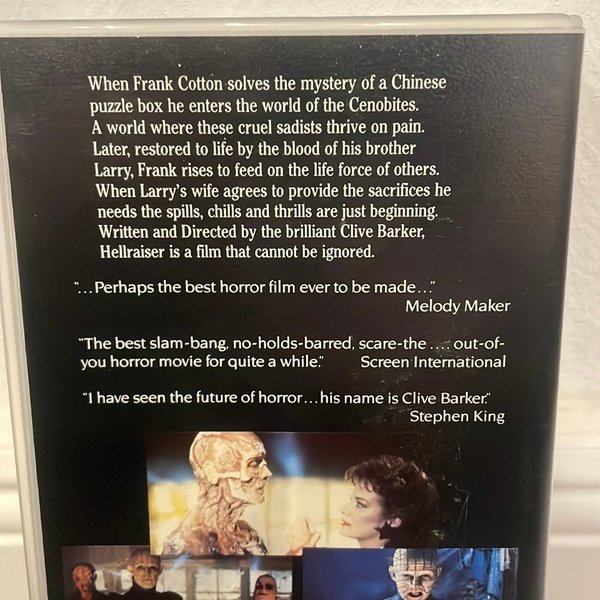 When Frank Cotton solves the mystery of a Chinese
puzzle box he enters the world of the Cenobites.
A world where these cruel sadists thrive on pain.
Later, restored to life by the blood of his brother
Larry, Frank rises to feed on the life force of others.
When Larry's wife agrees to provide the sacrifices he
needs the spills, chills and thrills are just beginning.
Written and Directed by the brilliant Clive Barker,
Hellraiser is a film that cannot be ignored.
"...Perhaps the best horror film ever to be made..."
Melody Maker
"The best slam-bang, no-holds-barred, scare-the .... out-of-
you horror movie for quite a while." Screen International
"I have seen the future of horror...his name is Clive Barker."
Stephen King